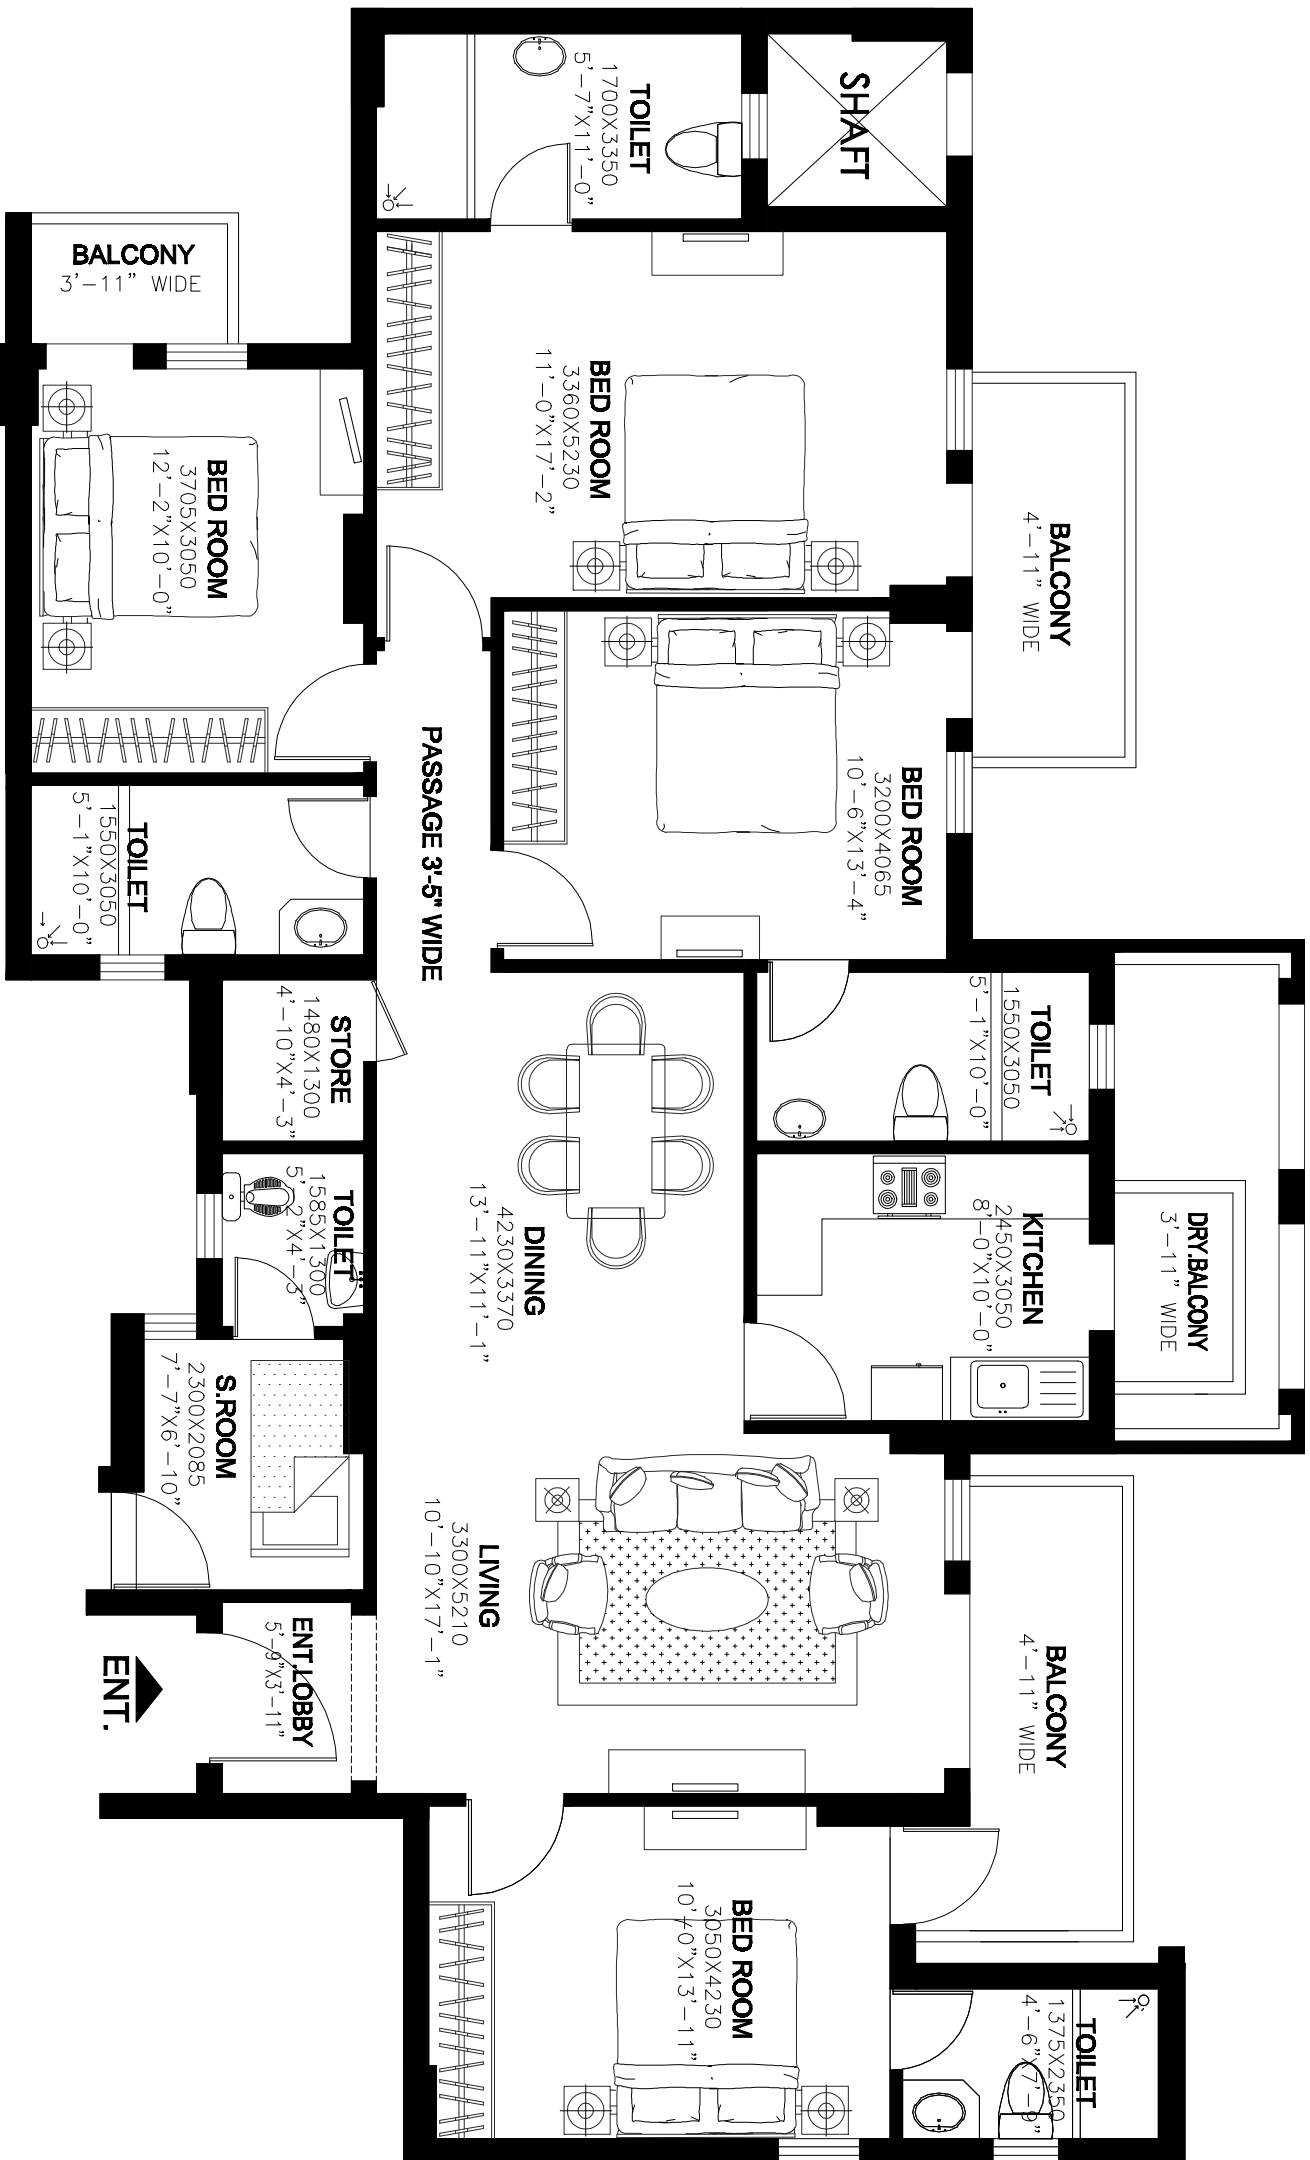 SHAFT
TOILET
1700X3350
5'-7"X11'-0"
BALCONY
3'-11" WIDE
BED ROOM
3360X5230
11'-0"X17'-2"
BALCONY
4'-11" WIDE
BED ROOM
3705X3050
12'-2"X10'-0"
BED ROOM
3200X4065
10'-6"X13'-4"
PASSAGE 3'-5" WIDE
TOILET
1550X3050
5'-1"X10'-0"
TOILET
1550X3050
5'-1"X10'-0"
STORE
1480X1300
4'-10"X4'-3"
TOILET
1585X1300
5'-2"X4'-3"
DINING
4230X3370
13'-11"X11'-1"
KITCHEN
2450X3050
8'-0"X10'-0"
DRY.BALCONY
3'-11" WIDE
S.ROOM
2300X2085
7'-7"X6'-10"
LIVING
3300X5210
10'-10"X17'-1"
BALCONY
4'-11" WIDE
ENT.LOBBY
5'-9"X3'-11"
ENT.
BED ROOM
3050X4230
10'-0"X13'-11"
TOILET
1375X2350
4'-6"X7'-9"